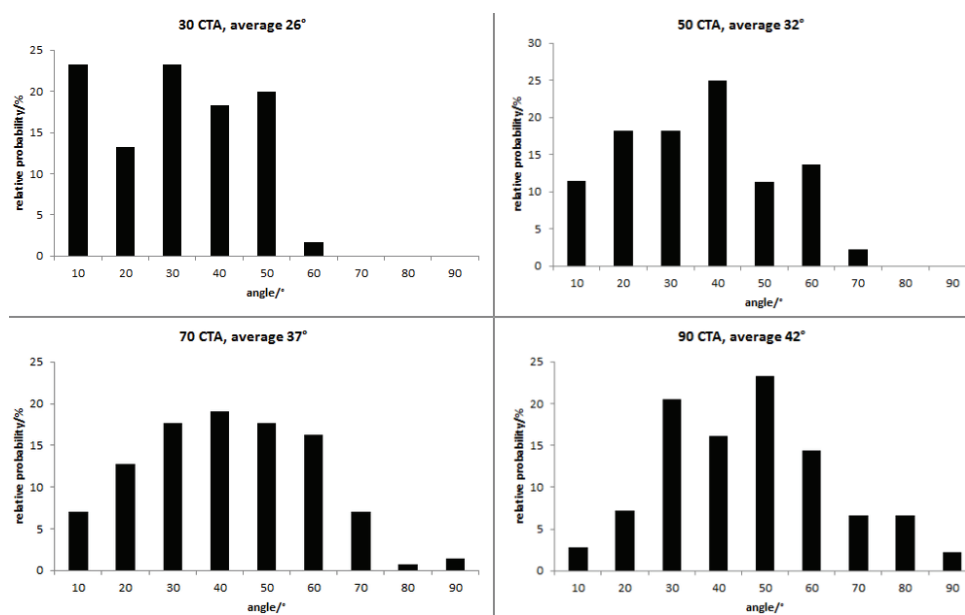 30 CTA, average 26°
relative probability/%
25
20
15
10
5
0
10 20 30 40 50 60 70 80 90
angle/°
50 CTA, average 32°
relative probability/%
30
25
20
15
10
5
0
10 20 30 40 50 60 70 80 90
angle/°
70 CTA, average 37°
relative probability/%
25
20
15
10
5
0
10 20 30 40 50 60 70 80 90
angle/°
90 CTA, average 42°
relative probability/%
25
20
15
10
5
0
10 20 30 40 50 60 70 80 90
angle/°